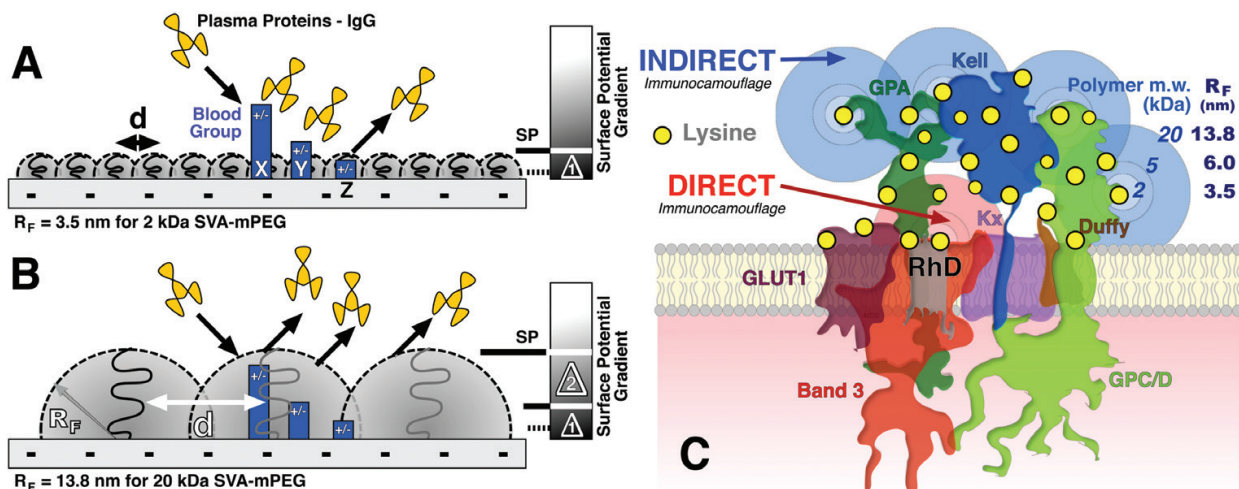 A
Plasma Proteins - IgG
d
Blood
Group
+/-
+/-
+/-
X
Y
Z
SP
1
Surface Potential
Gradient
- - - - - - - - - -
R_F = 3.5 nm for 2 kDa SVA-mPEG
B
+/-
+/-
+/-
R_F
d
SP
2
1
Surface Potential
Gradient
- - - - - - - - - -
R_F = 13.8 nm for 20 kDa SVA-mPEG
INDIRECT
Immunocamouflage
Kell
GPA
Polymer m.w.
(kDa)
R_F
(nm)
20 13.8
5 6.0
2 3.5
Lysine
DIRECT
Immunocamouflage
Kx
Duffy
GLUT1
RhD
Band 3
GPC/D
C